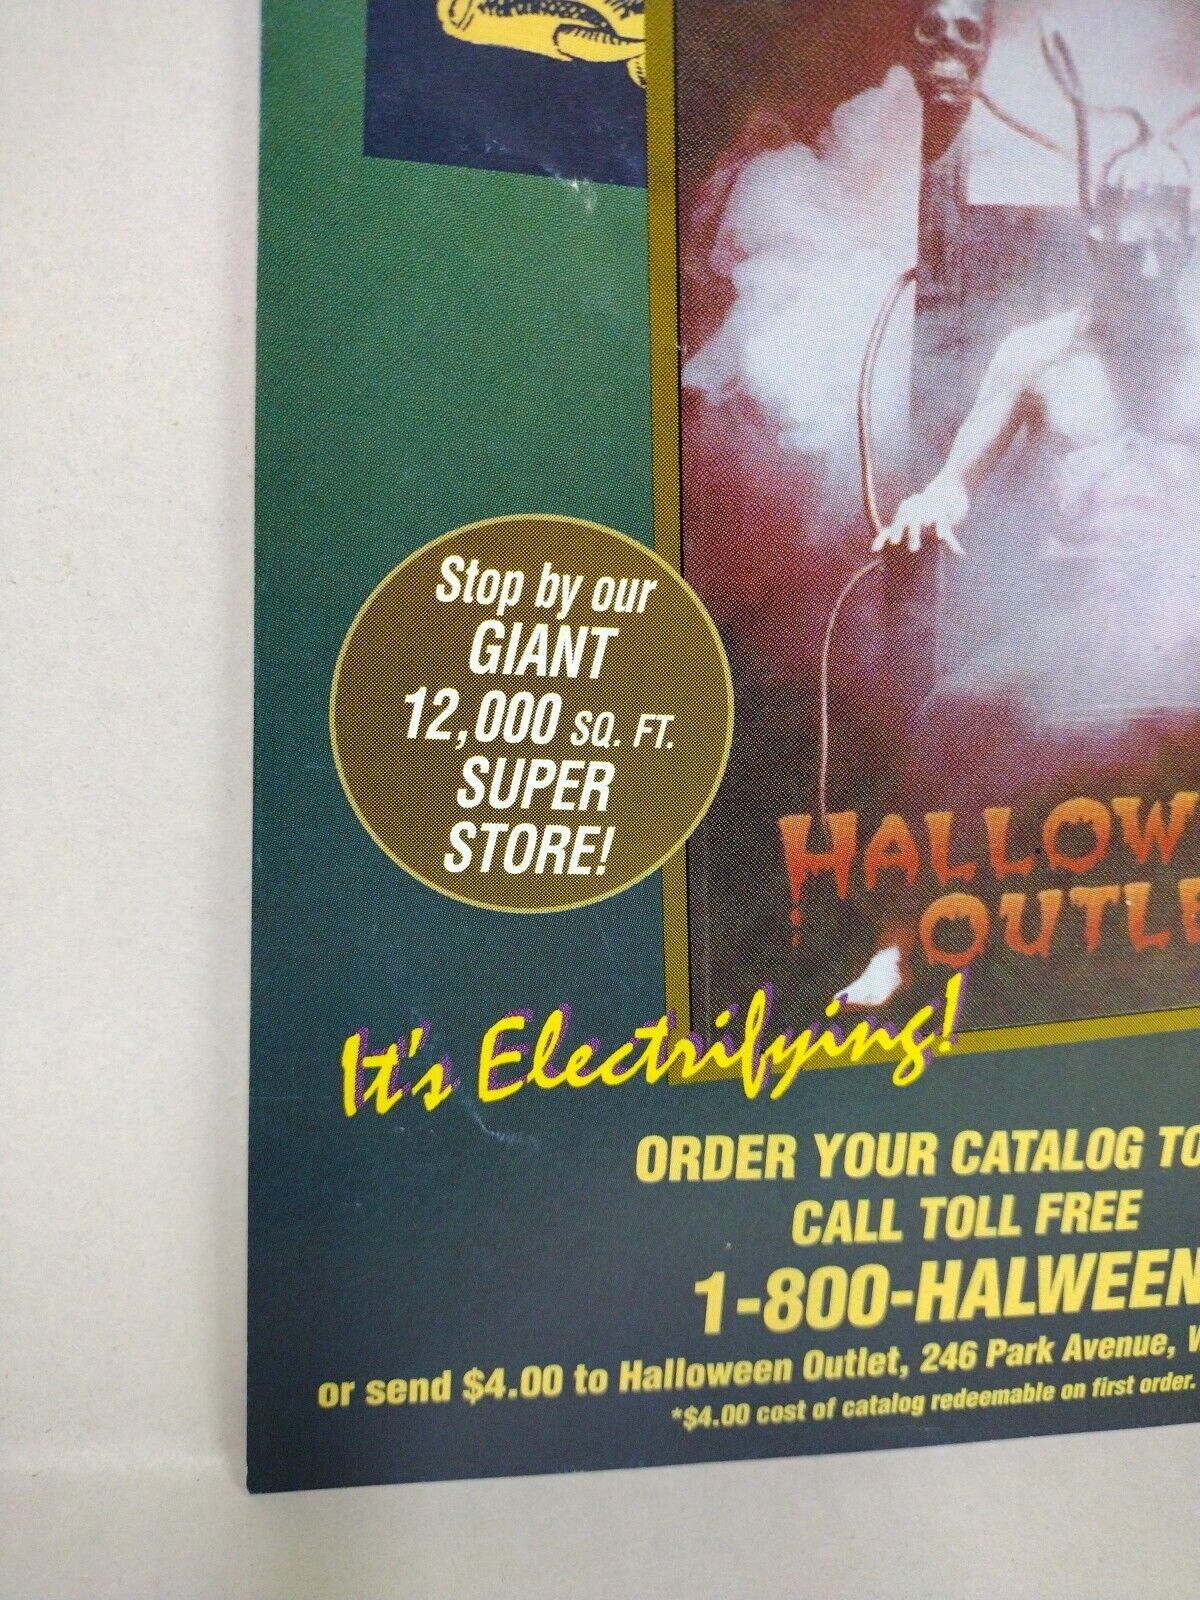 Stop by our
GIANT
12,000 SQ. FT.
SUPER
STORE!
HALLOW
OUTLE
It's Electrifying!
ORDER YOUR CATALOG TO
CALL TOLL FREE
1-800-HALWEEN
or send $4.00 to Halloween Outlet, 246 Park Avenue, W
*$4.00 cost of catalog redeemable on first order.